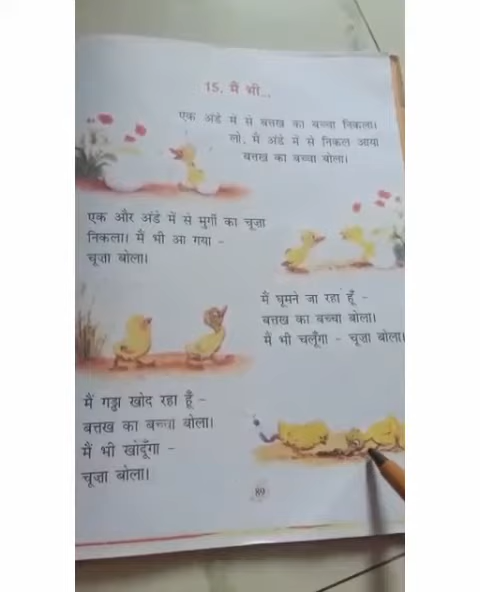 15. मैं भी...
एक अंडे में से बत्तख का बच्चा निकला।
लो, मैं अंडे में से निकल आया
बत्तख का बच्चा बोला।
एक और अंडे में से मुर्गी का चूज़ा
निकला। मैं भी आ गया -
चूज़ा बोला।
मैं घूमने जा रहा हूँ -
बत्तख का बच्चा बोला।
मैं भी चलूँगा - चूज़ा बोला।
मैं गड्ढा खोद रहा हूँ -
बत्तख का बच्चा बोला।
मैं भी खोदूँगा -
चूज़ा बोला।
89